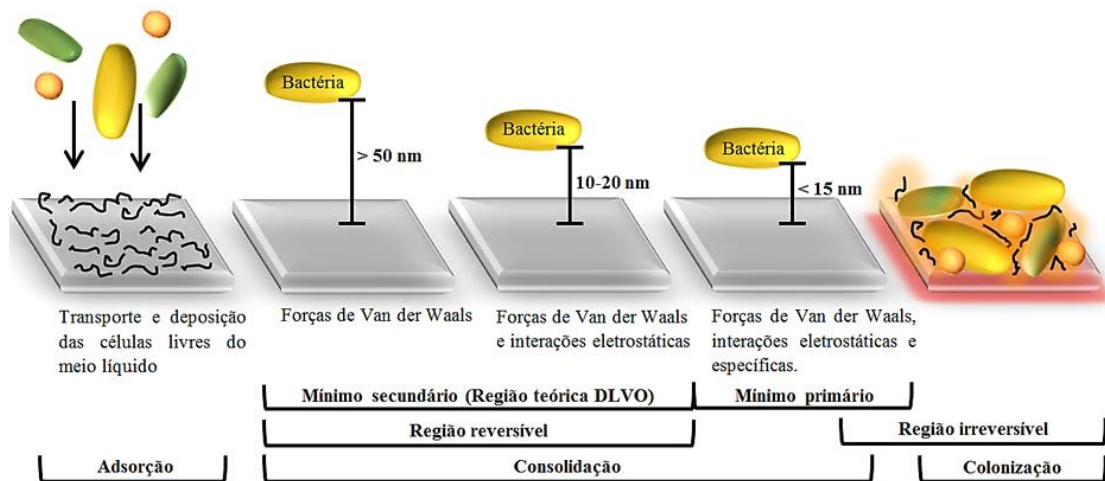 Bactéria
> 50 nm
Bactéria
10-20 nm
Bactéria
< 15 nm
Transporte e deposição
das células livres do
meio líquido
Forças de Van der Waals
Forças de Van der Waals
e interações eletrostáticas
Forças de Van der Waals,
interações eletrostáticas e
específicas.
Mínimo secundário (Região teórica DLVO)
Mínimo primário
Região reversível
Região irreversível
Adsorção
Consolidação
Colonização